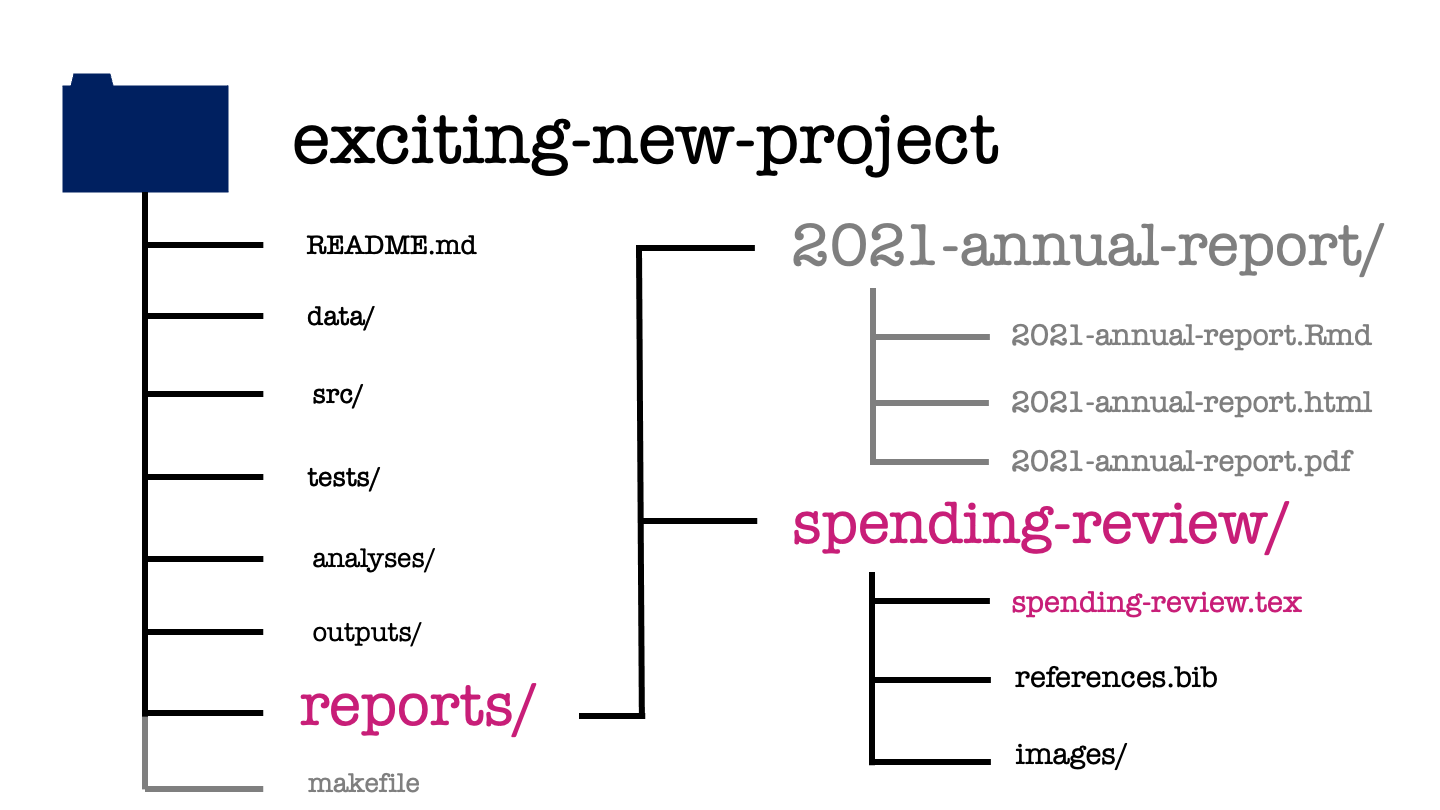 exciting-new-project
README.md
data/
src/
tests/
analyses/
outputs/
reports/
makefile
2021-annual-report/
2021-annual-report.Rmd
2021-annual-report.html
2021-annual-report.pdf
spending-review/
spending-review.tex
references.bib
images/